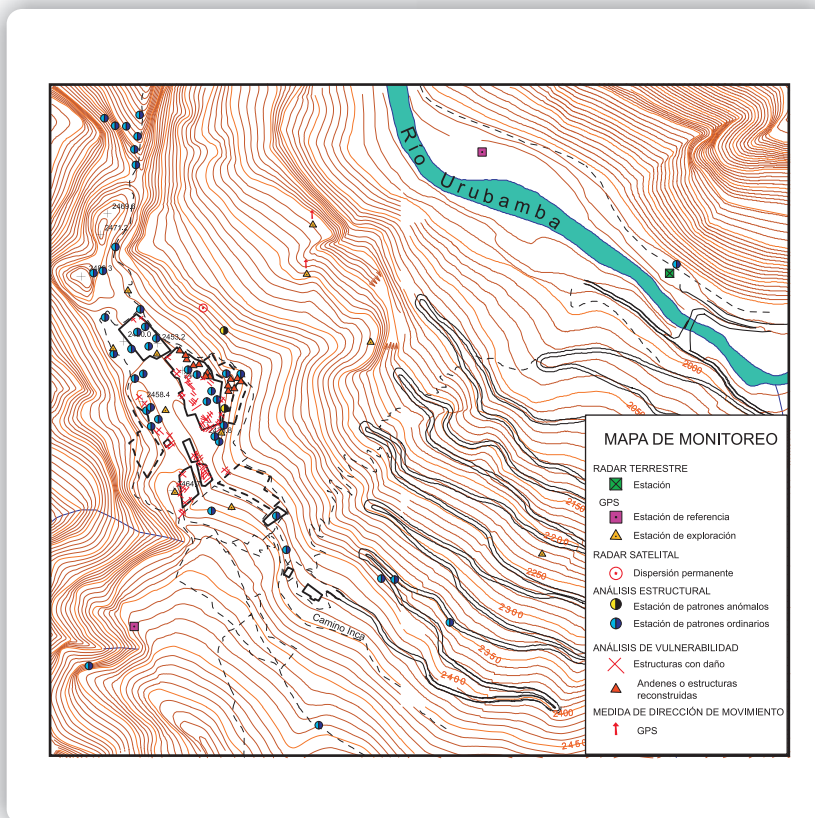 Río Urubamba
2469.8
2471.2
2453.2
2458.4
2000
2050
2150
2200
2250
2300
2350
2400
2400
2450
Camino Inca
MAPA DE MONITOREO
RADAR TERRESTRE
Estación
GPS
Estación de referencia
Estación de exploración
RADAR SATELITAL
Dispersión permanente
ANÁLISIS ESTRUCTURAL
Estación de patrones anómalos
Estación de patrones ordinarios
ANÁLISIS DE VULNERABILIDAD
Estructuras con daño
Andenes o estructuras
reconstruidas
MEDIDA DE DIRECCIÓN DE MOVIMIENTO
GPS